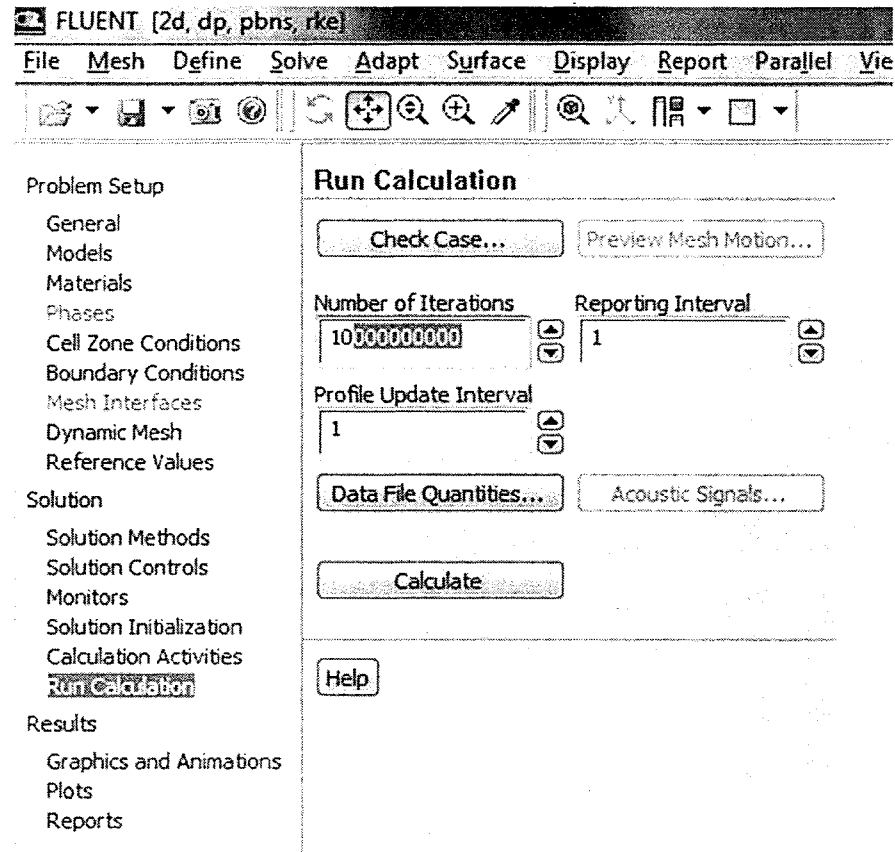 FLUENT [2d, dp, pbns, rke]
File Mesh Define Solve Adapt Surface Display Report Parallel Vie
Problem Setup
General
Models
Materials
Phases
Cell Zone Conditions
Boundary Conditions
Mesh Interfaces
Dynamic Mesh
Reference Values
Solution
Solution Methods
Solution Controls
Monitors
Solution Initialization
Calculation Activities
Run Calculation
Results
Graphics and Animations
Plots
Reports
Run Calculation
Check Case... Preview Mesh Motion...
Number of Iterations Reporting Interval
10000000000 1
Profile Update Interval
1
Data File Quantities... Acoustic Signals...
Calculate
Help